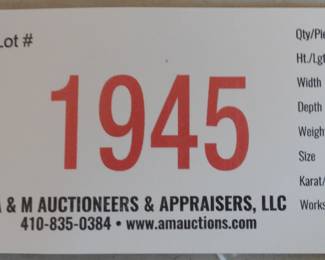 Lot #
1945
& M AUCTIONEERS & APPRAISERS, LLC
410-835-0384 • www.amauctions.com
Qty/Pie
Ht./Lgt
Width
Depth
Weigh
Size
Karat/
Works